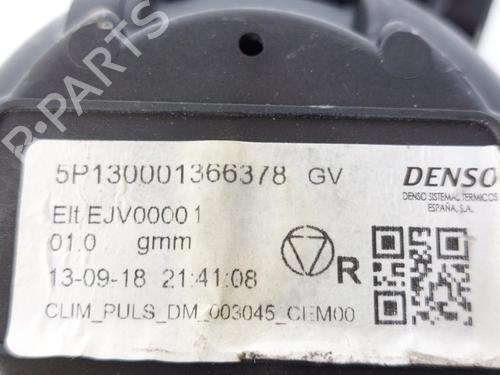 B-PARTS
5P130001366378 GV
DENSO
DENSO SISTEMAS TERMICOS
ESPAÑA, S.A.
Elt EJV00001
01.0 gmm
R
13-09-18 21:41:08
CLIM_PULS_DM_003045_CIEM00